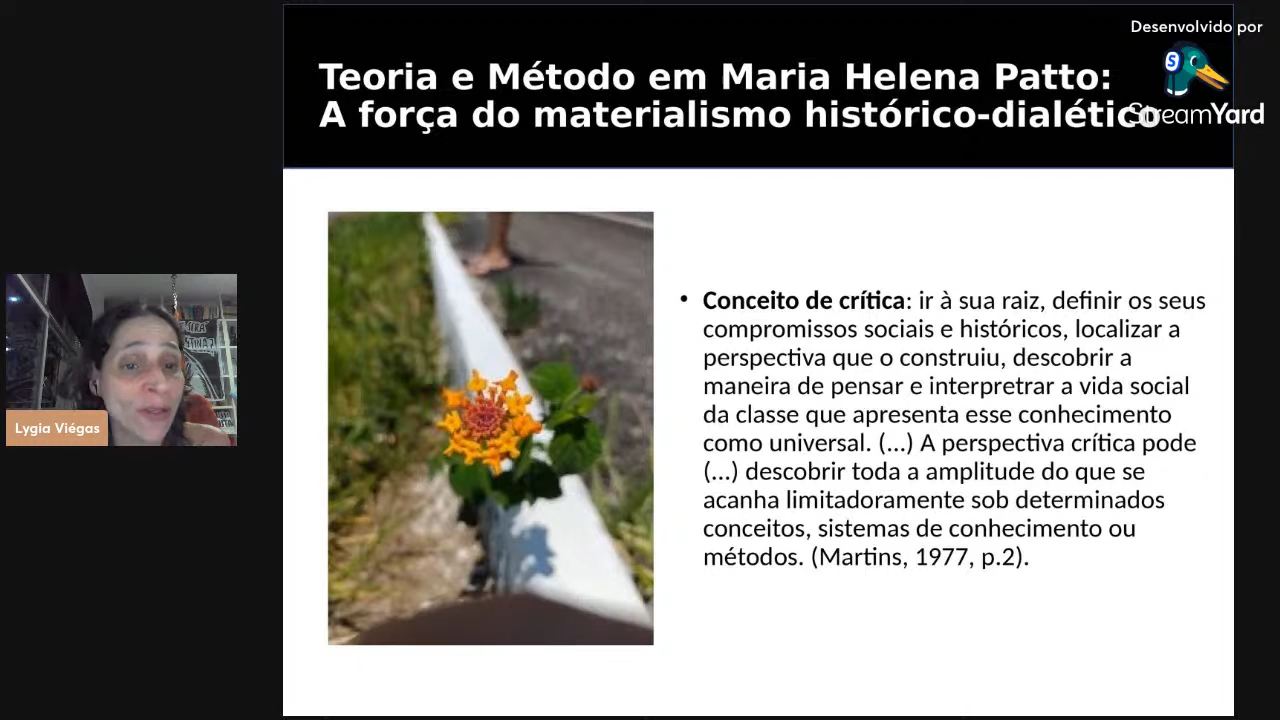 Desenvolvido por
StreamYard
Teoria e Método em Maria Helena Patto:
A força do materialismo histórico-dialético
• Conceito de crítica: ir à sua raiz, definir os seus
compromissos sociais e históricos, localizar a
perspectiva que o construiu, descobrir a
maneira de pensar e interpretrar a vida social
da classe que apresenta esse conhecimento
como universal. (...) A perspectiva crítica pode
(...) descobrir toda a amplitude do que se
acanha limitadoramente sob determinados
conceitos, sistemas de conhecimento ou
métodos. (Martins, 1977, p.2).
Lygia Viégas